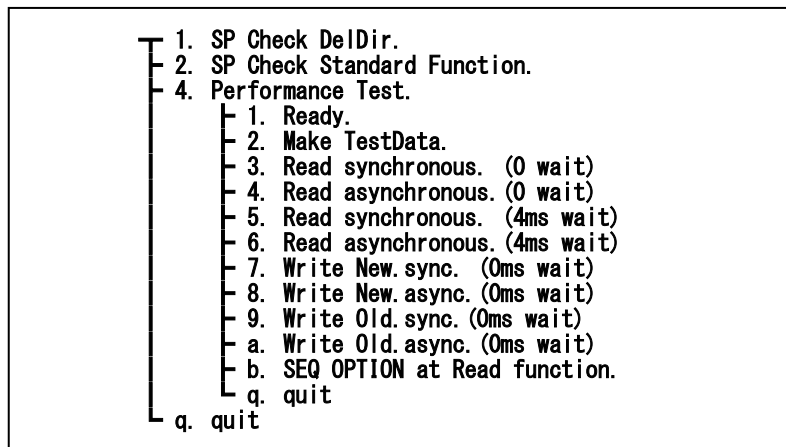 1. SP Check DelDir.
2. SP Check Standard Function.
4. Performance Test.
1. Ready.
2. Make TestData.
3. Read synchronous. (0 wait)
4. Read asynchronous.(0 wait)
5. Read synchronous. (4ms wait)
6. Read asynchronous.(4ms wait)
7. Write New.sync. (0ms wait)
8. Write New.async.(0ms wait)
9. Write Old.sync.(0ms wait)
a. Write Old.async.(0ms wait)
b. SEQ OPTION at Read function.
q. quit
q. quit